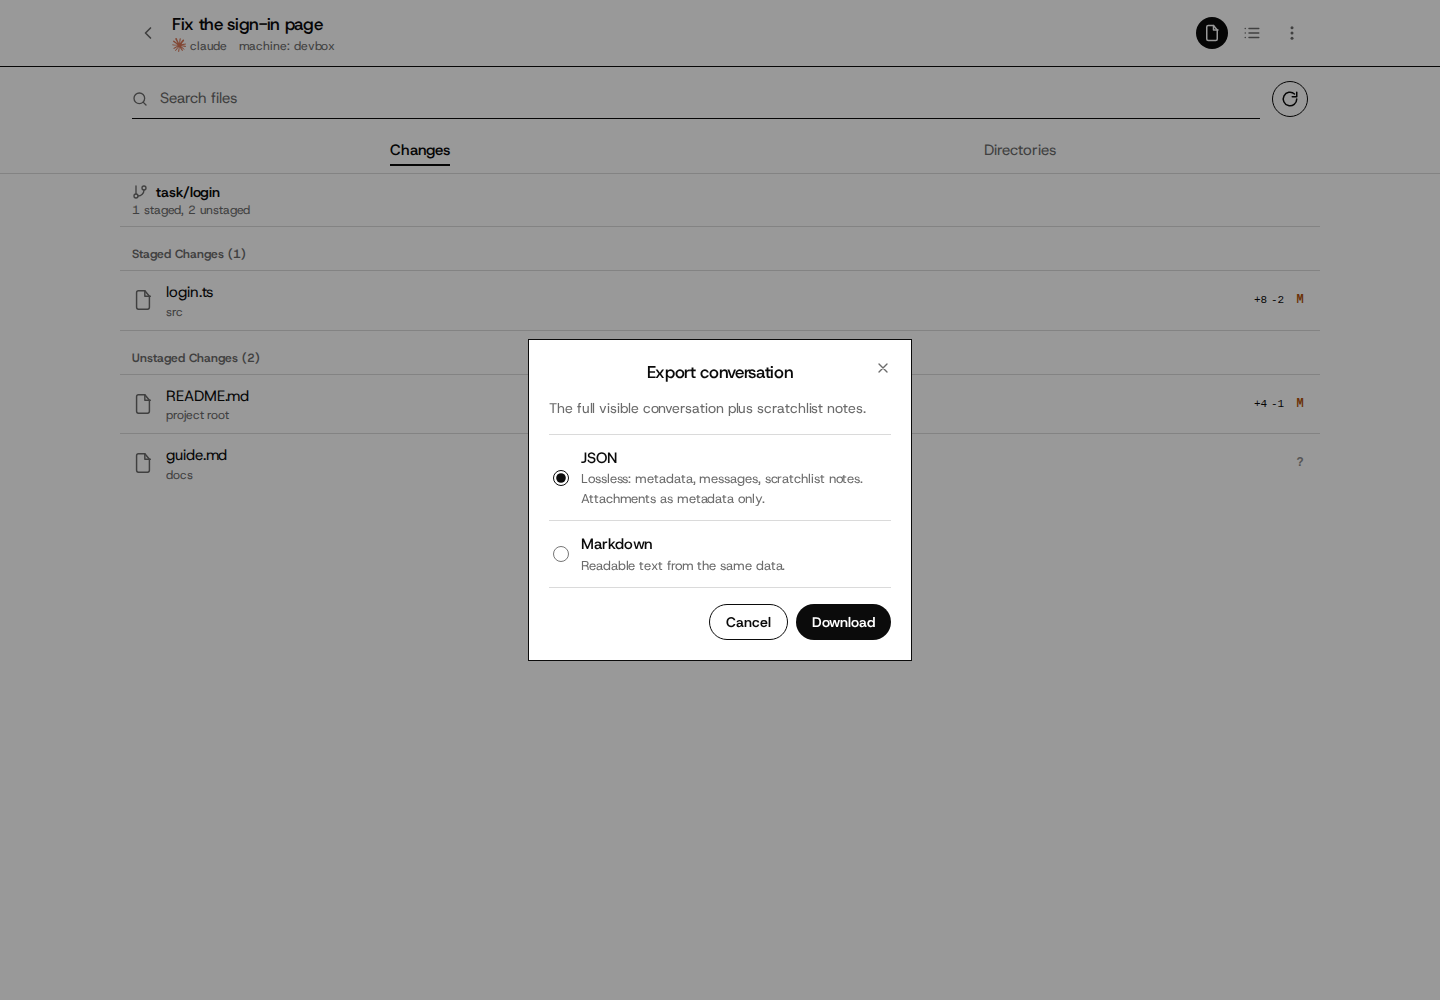 Fix the sign-in page
claude machine: devbox
Search files
Changes
Directories
task/login
1 staged, 2 unstaged
Staged Changes (1)
login.ts
src
+8 -2 M
Unstaged Changes (2)
README.md
project root
+4 -1 M
guide.md
docs
?
Export conversation
The full visible conversation plus scratchlist notes.
JSON
Lossless: metadata, messages, scratchlist notes.
Attachments as metadata only.
Markdown
Readable text from the same data.
Cancel
Download